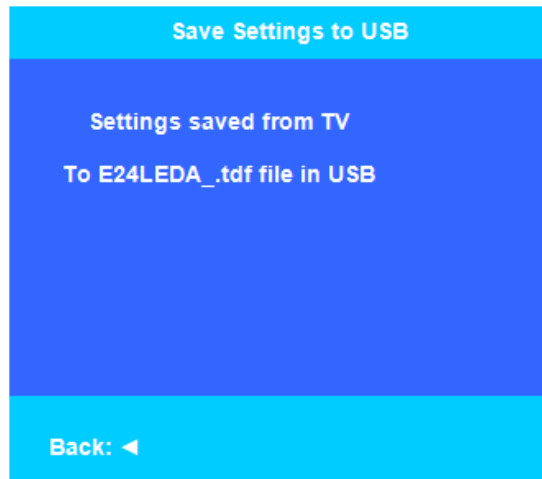 Save Settings to USB
Settings saved from TV
To E24LEDA_.tdf file in USB
Back: ◄